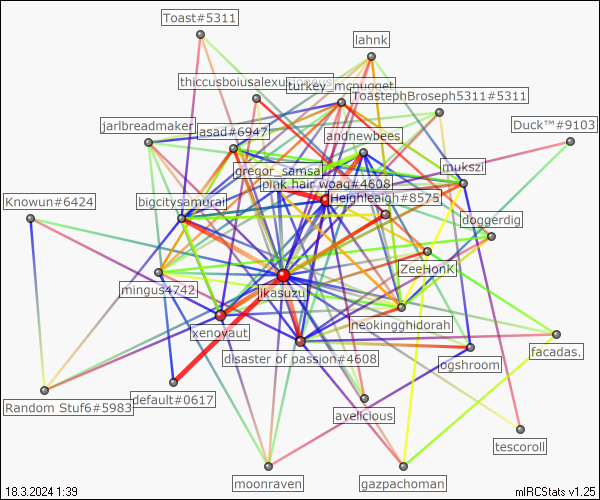 Toast#5311
lahnk
turkey_mcnugget
ToastephBroseph5311#5311
jarlbreadmaker
asad#6947
andnewbees
Duck™#9103
gregor_samsa
mukszi
pink hair woag#4608
Heighleaigh#8575
Knowun#6424
bigcitysamurai
doggerdig
ZeeHonK
mingus4742
ikasuzu
neokingghidorah
xenovaut
disaster of passion#4608
ogshroom
facadas.
default#0617
Random Stuf6#5983
avelicious
tescoroll
moonraven
gazpachoman
18.3.2024 1:39
mIRCStats v1.25